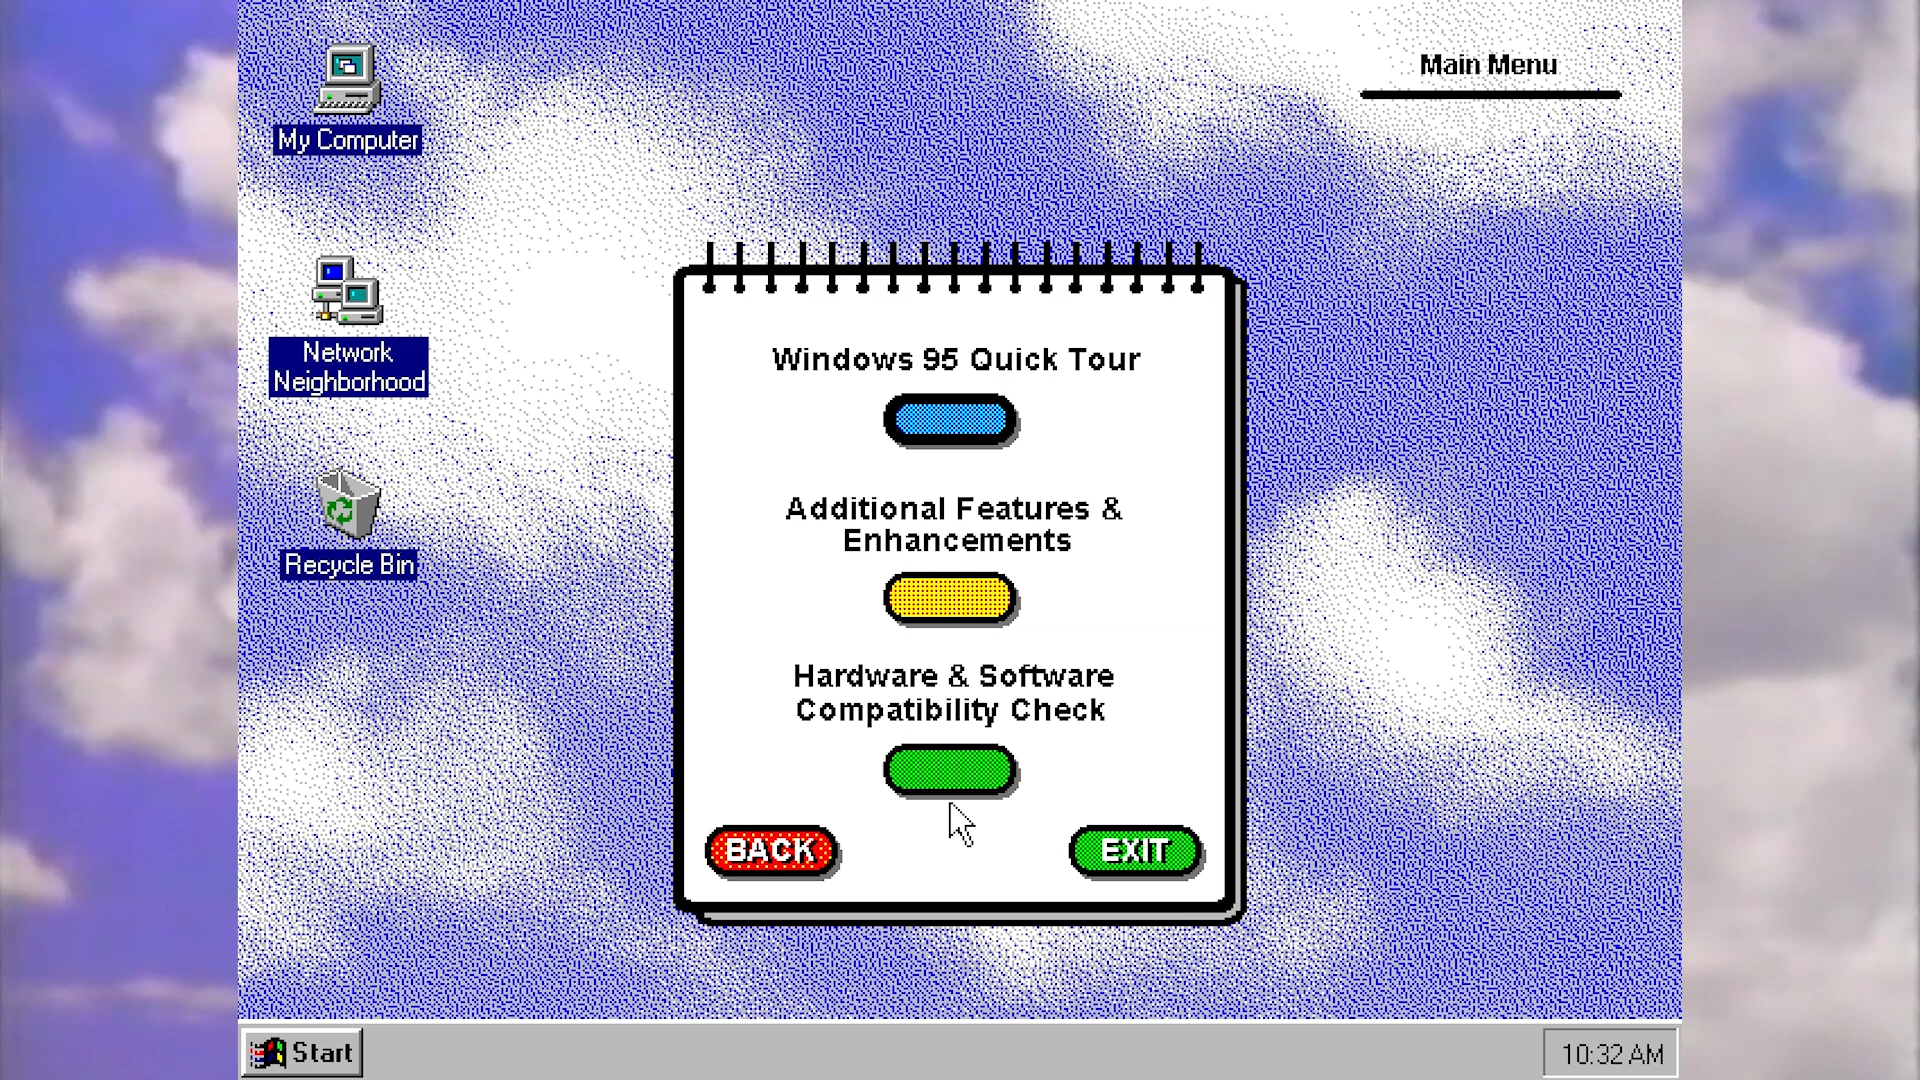 Main Menu
My Computer
Network
Neighborhood
Recycle Bin
Windows 95 Quick Tour
Additional Features &
Enhancements
Hardware & Software
Compatibility Check
BACK
EXIT
Start
10:32 AM